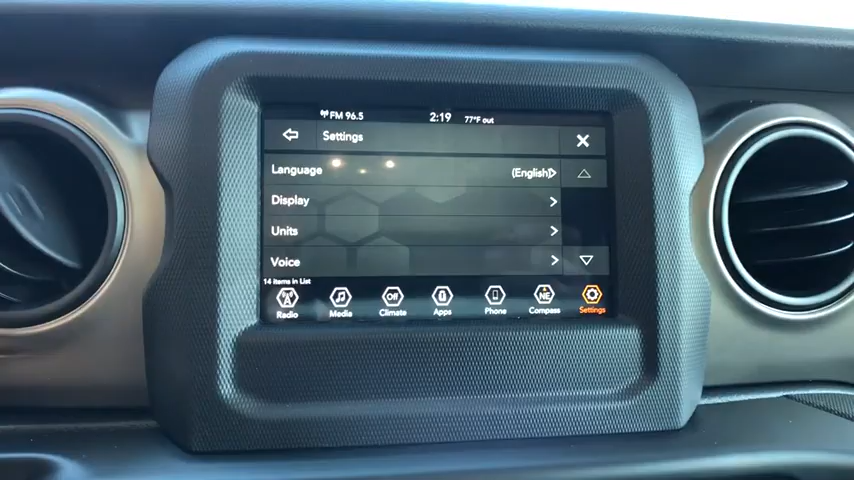 FM 96.5 2:19 77°F out
Settings
Language (English)
Display
Units
Voice
14 Items in List
Radio Media Off Climate Apps Phone NE Compass Settings